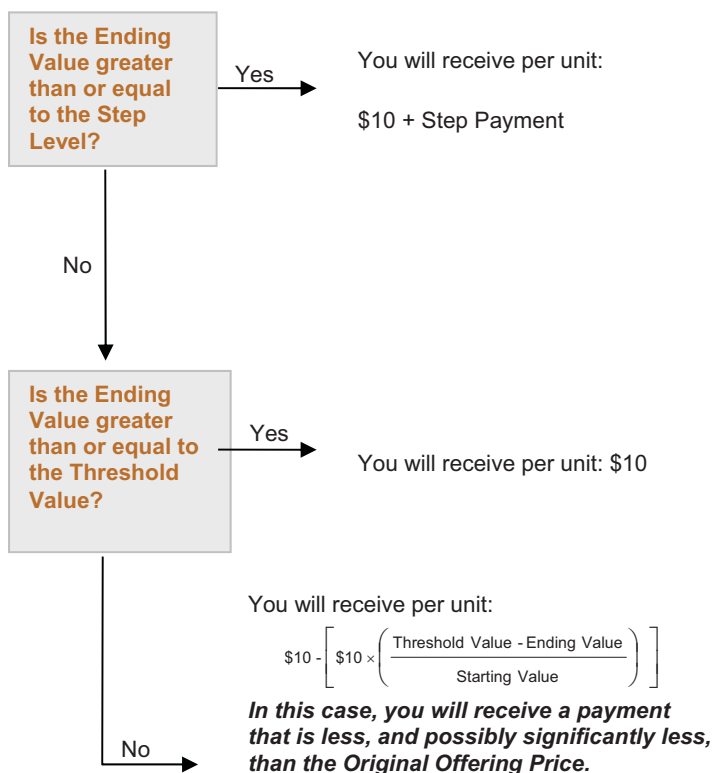 Is the Ending
Value greater
than or equal
to the Step
Level?
Yes
You will receive per unit:
$10 + Step Payment
No
Is the Ending
Value greater
than or equal to
the Threshold
Value?
Yes
You will receive per unit: $10
You will receive per unit:
$10 - [ $10 × ( Threshold Value - Ending Value / Starting Value ) ]
In this case, you will receive a payment
that is less, and possibly significantly less,
than the Original Offering Price.
No